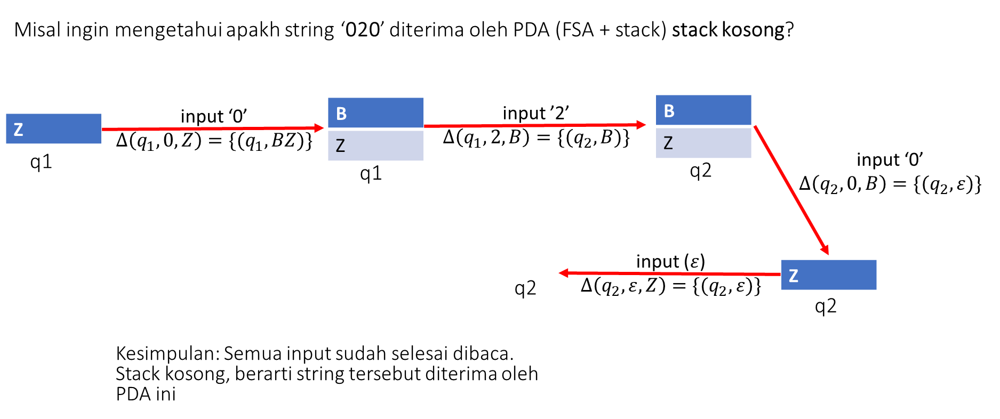 Misal ingin mengetahui apakh string ‘020’ diterima oleh PDA (FSA + stack) stack kosong?
Z
q1
input ‘0’
Δ(q₁, 0, Z) = {(q₁, BZ)}
B
Z
q1
input ’2’
Δ(q₁, 2, B) = {(q₂, B)}
B
Z
q2
input ‘0’
Δ(q₂, 0, B) = {(q₂, ε)}
Z
q2
input (ε)
Δ(q₂, ε, Z) = {(q₂, ε)}
q2
Kesimpulan: Semua input sudah selesai dibaca.
Stack kosong, berarti string tersebut diterima oleh
PDA ini